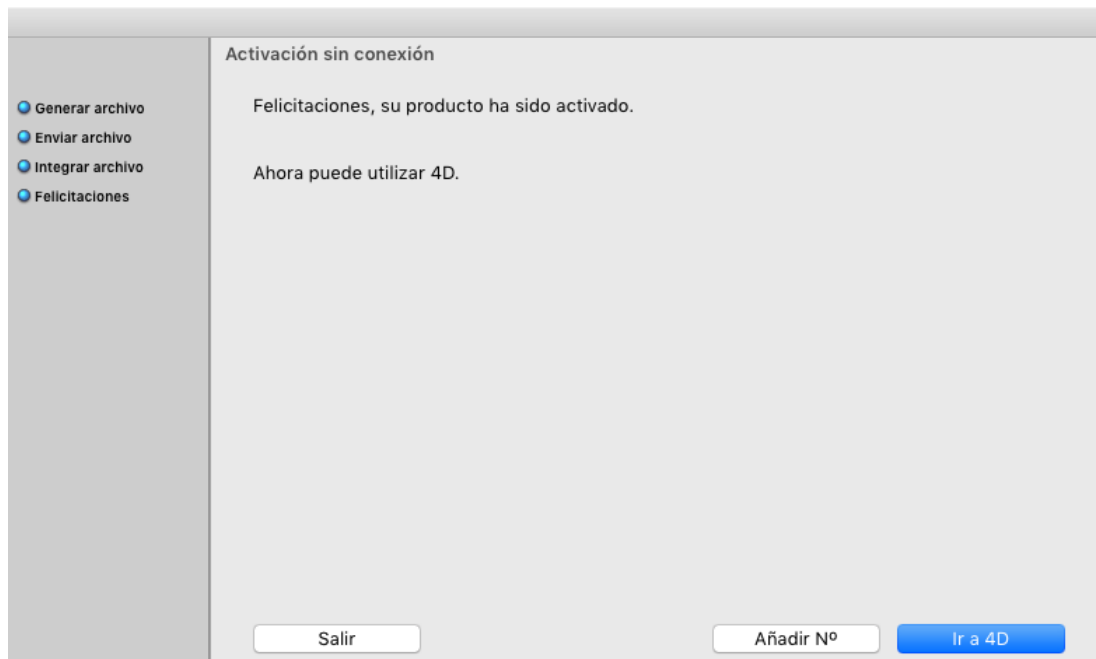 Activación sin conexión
Generar archivo
Enviar archivo
Integrar archivo
Felicitaciones
Felicitaciones, su producto ha sido activado.
Ahora puede utilizar 4D.
Salir
Añadir Nº
Ir a 4D